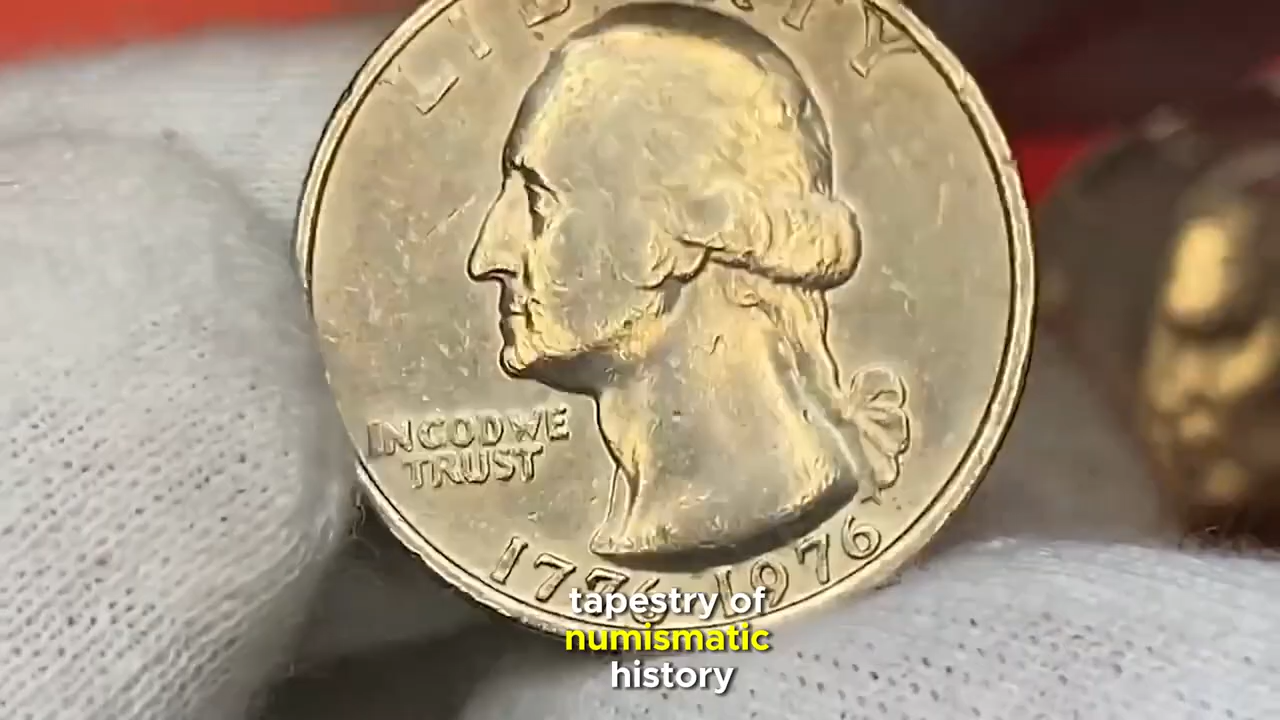 LIBERTY
IN GOD WE
TRUST
1776-1976
tapestry of
numismatic
history